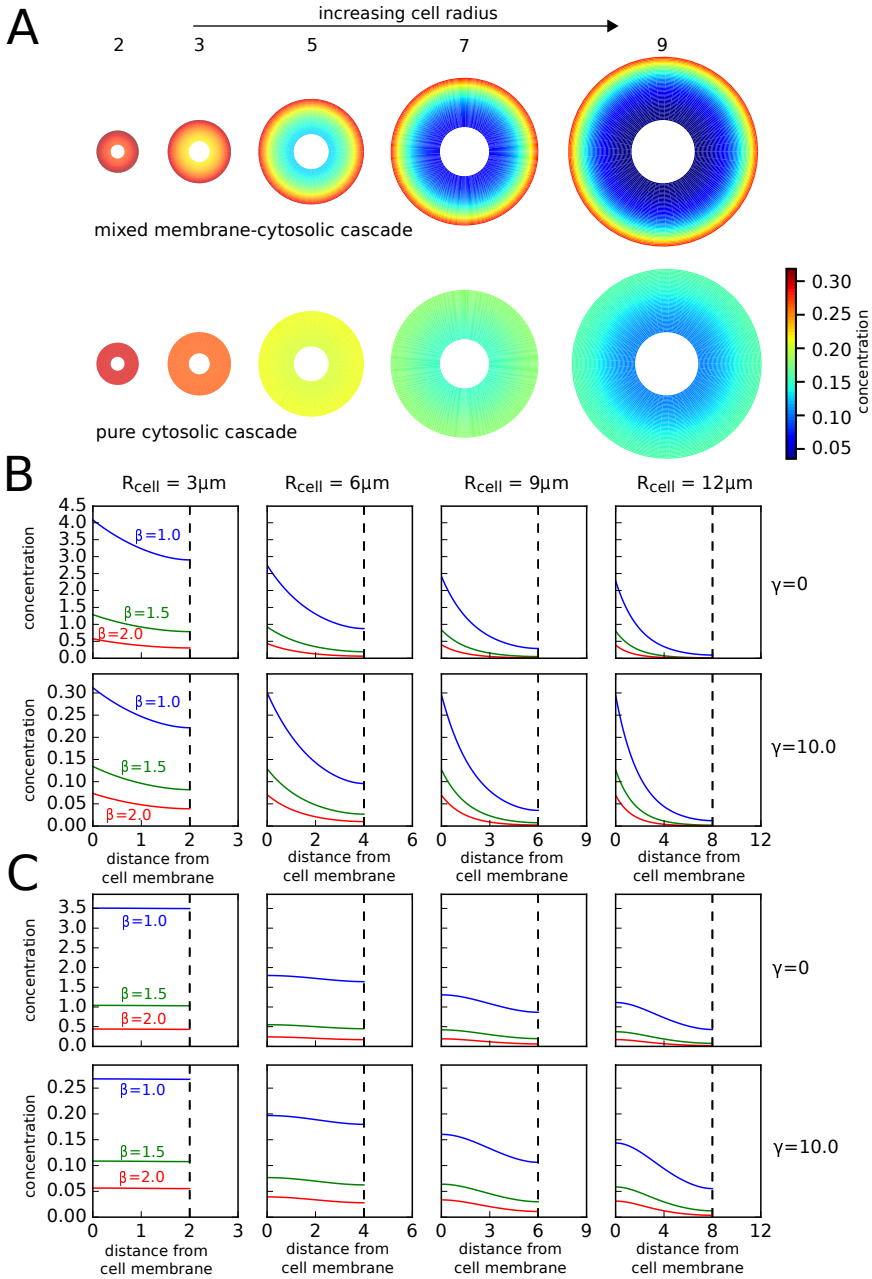 A
increasing cell radius
2 3 5 7 9
mixed membrane-cytosolic cascade
pure cytosolic cascade
0.30
0.25
0.20
0.15
0.10
0.05
concentration
B
Rcell = 3μm Rcell = 6μm Rcell = 9μm Rcell = 12μm
4.5
4.0
3.5
3.0
2.5
2.0
1.5
1.0
0.5
0.0
concentration
β=1.0
β=1.5
β=2.0
γ=0
0.30
0.25
0.20
0.15
0.10
0.05
0.00
concentration
β=1.0
β=1.5
β=2.0
γ=10.0
0 1 2 3 0 2 4 6 0 3 6 9 0 4 8 12
distance from distance from distance from distance from
cell membrane cell membrane cell membrane cell membrane
C
3.5
3.0
2.5
2.0
1.5
1.0
0.5
0.0
concentration
β=1.0
β=1.5
β=2.0
γ=0
0.25
0.20
0.15
0.10
0.05
0.00
concentration
β=1.0
β=1.5
β=2.0
γ=10.0
0 1 2 3 0 2 4 6 0 3 6 9 0 4 8 12
distance from distance from distance from distance from
cell membrane cell membrane cell membrane cell membrane